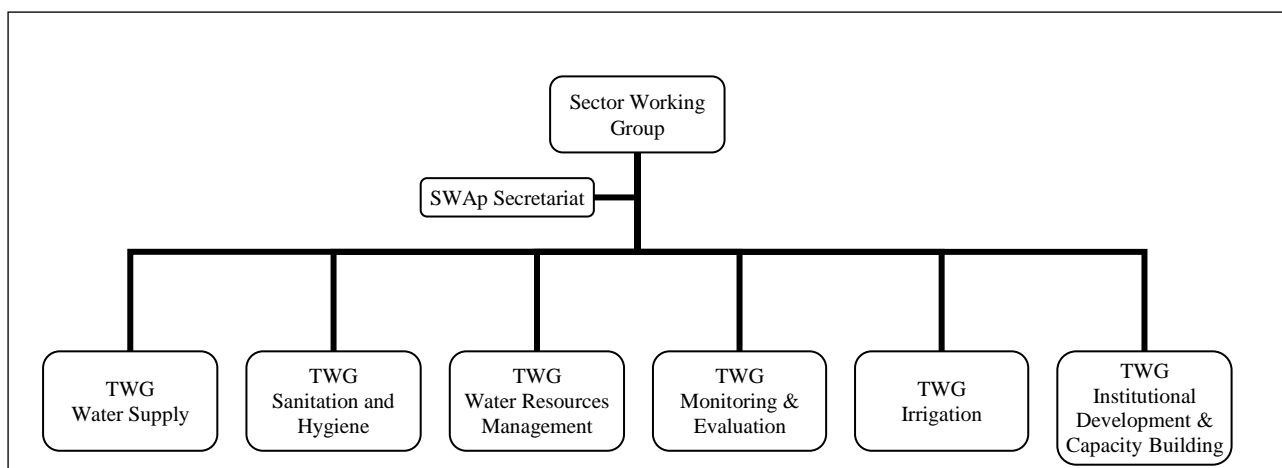 Sector Working
Group
SWAp Secretariat
TWG
Water Supply
TWG
Sanitation and
Hygiene
TWG
Water Resources
Management
TWG
Monitoring &
Evaluation
TWG
Irrigation
TWG
Institutional
Development &
Capacity Building